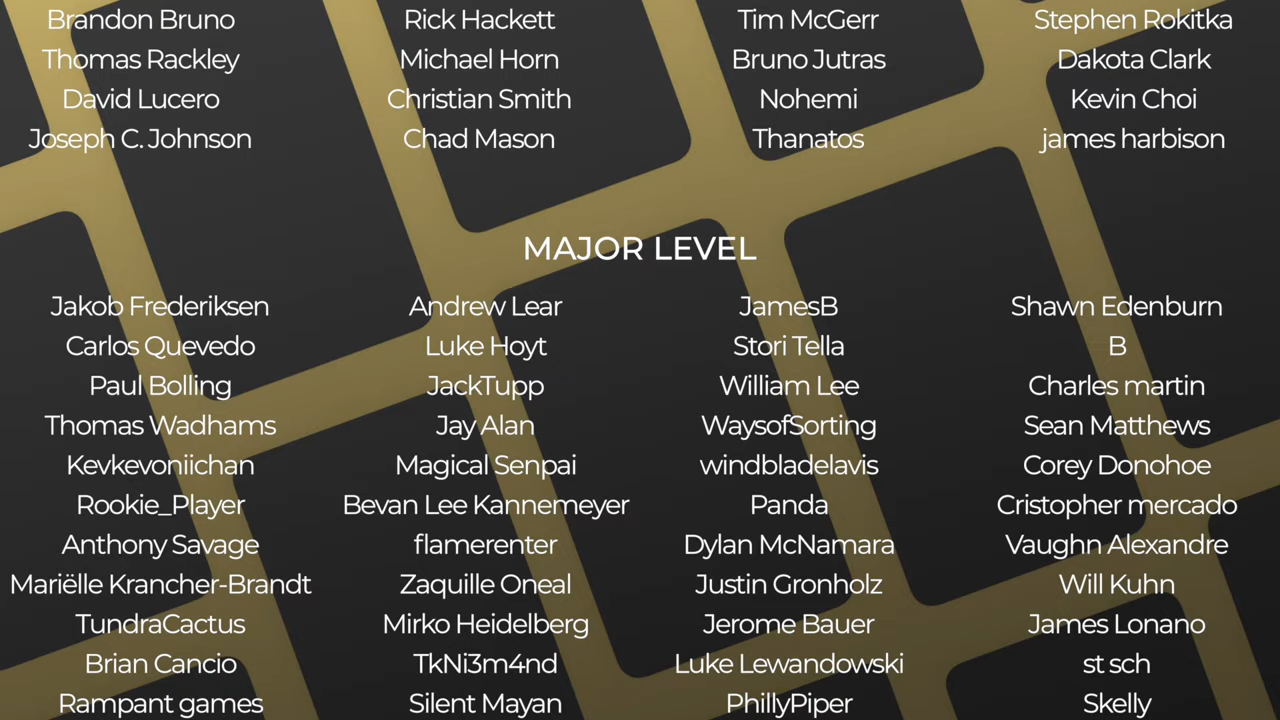 Brandon Bruno Rick Hackett Tim McGerr Stephen Rokitka
Thomas Rackley Michael Horn Bruno Jutras Dakota Clark
David Lucero Christian Smith Nohemi Kevin Choi
Joseph C. Johnson Chad Mason Thanatos james harbison
MAJOR LEVEL
Jakob Frederiksen Andrew Lear JamesB Shawn Edenburn
Carlos Quevedo Luke Hoyt Stori Tella B
Paul Bolling JackTupp William Lee Charles martin
Thomas Wadhams Jay Alan WaysofSorting Sean Matthews
Kevkevoniichan Magical Senpai windbladelavis Corey Donohoe
Rookie_Player Bevan Lee Kannemeyer Panda Cristopher mercado
Anthony Savage flamerenter Dylan McNamara Vaughn Alexandre
Mariëlle Krancher-Brandt Zaquille Oneal Justin Gronholz Will Kuhn
TundraCactus Mirko Heidelberg Jerome Bauer James Lonano
Brian Cancio TkNi3m4nd Luke Lewandowski st sch
Rampant games Silent Mayan PhillyPiper Skelly